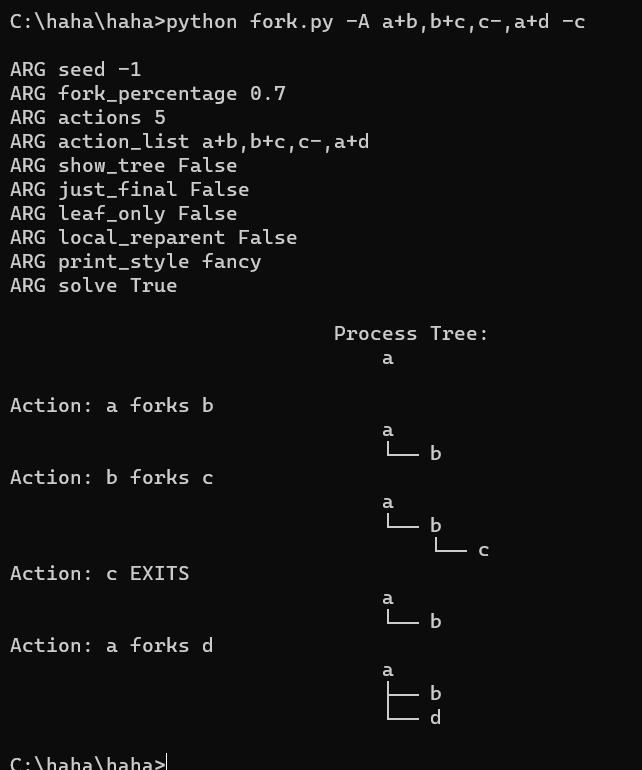 C:\haha\haha>python fork.py -A a+b,b+c,c-,a+d -c
ARG seed -1
ARG fork_percentage 0.7
ARG actions 5
ARG action_list a+b,b+c,c-,a+d
ARG show_tree False
ARG just_final False
ARG leaf_only False
ARG local_reparent False
ARG print_style fancy
ARG solve True
Process Tree:
a
Action: a forks b
a
└── b
Action: b forks c
a
└── b
└── c
Action: c EXITS
a
└── b
Action: a forks d
a
├── b
└── d
C:\haha\haha>